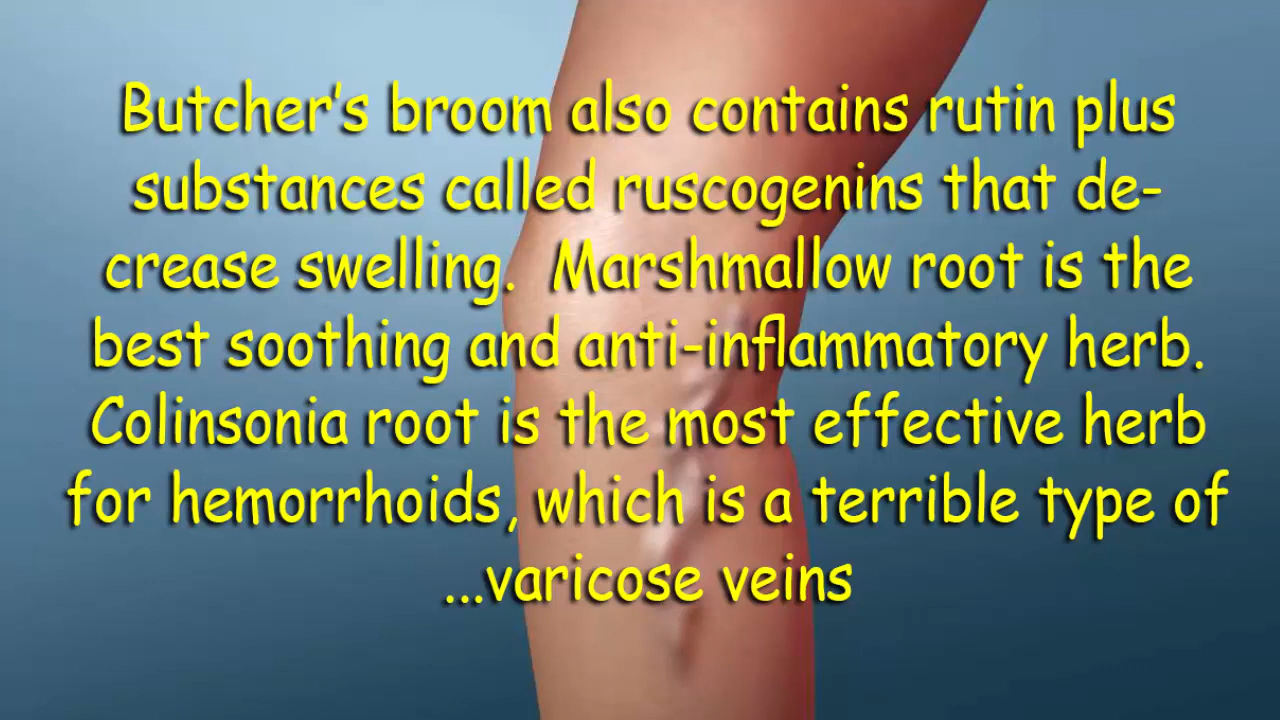 Butcher's broom also contains rutin plus
substances called ruscogenins that de-
crease swelling.  Marshmallow root is the
best soothing and anti-inflammatory herb.
Colinsonia root is the most effective herb
for hemorrhoids, which is a terrible type of
...varicose veins